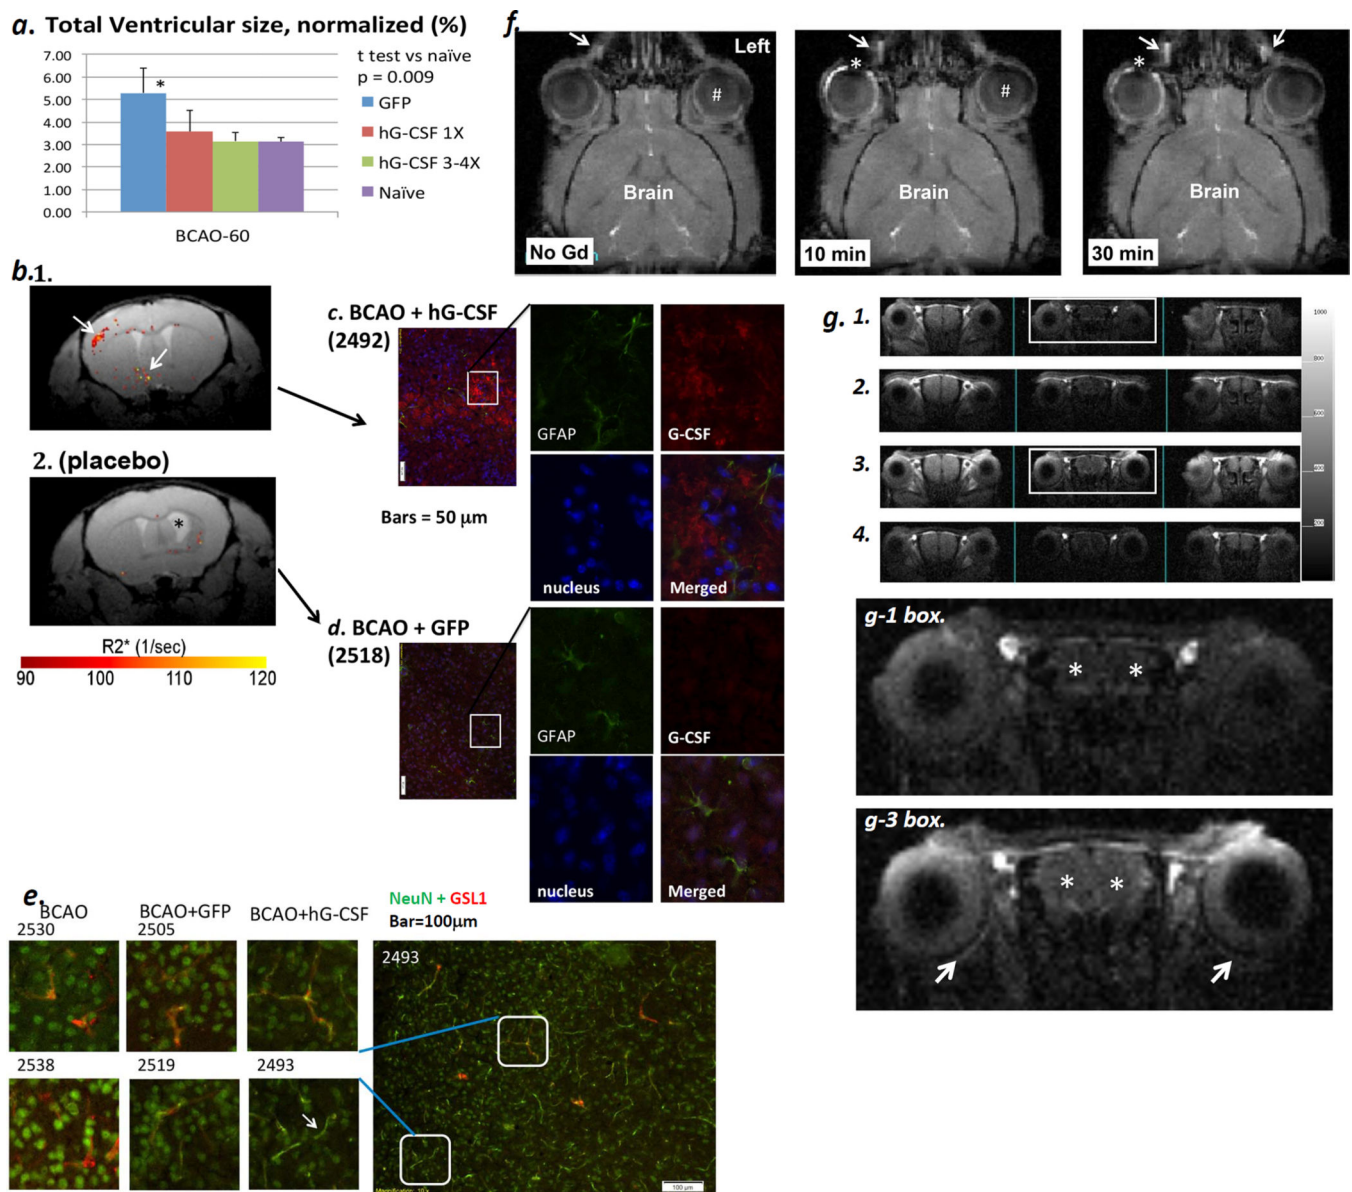 a. Total Ventricular size, normalized (%)
7.00
6.00
5.00
4.00
3.00
2.00
1.00
0.00
*
BCAO-60
t test vs naïve
p = 0.009
GFP
hG-CSF 1X
hG-CSF 3-4X
Naïve
b.1.
2. (placebo)
*
R2* (1/sec)
90 100 110 120
c. BCAO + hG-CSF
(2492)
Bars = 50 µm
GFAP
G-CSF
nucleus
Merged
d. BCAO + GFP
(2518)
GFAP
G-CSF
nucleus
Merged
e.
BCAO
BCAO+GFP
BCAO+hG-CSF
2530
2505
2538
2519
2493
NeuN + GSL1
Bar=100µm
2493
100 µm
f.
Left
#
Brain
No Gd
*
#
Brain
10 min
*
Brain
30 min
g. 1.
2.
3.
4.
1000
g-1 box.
* *
g-3 box.
* *